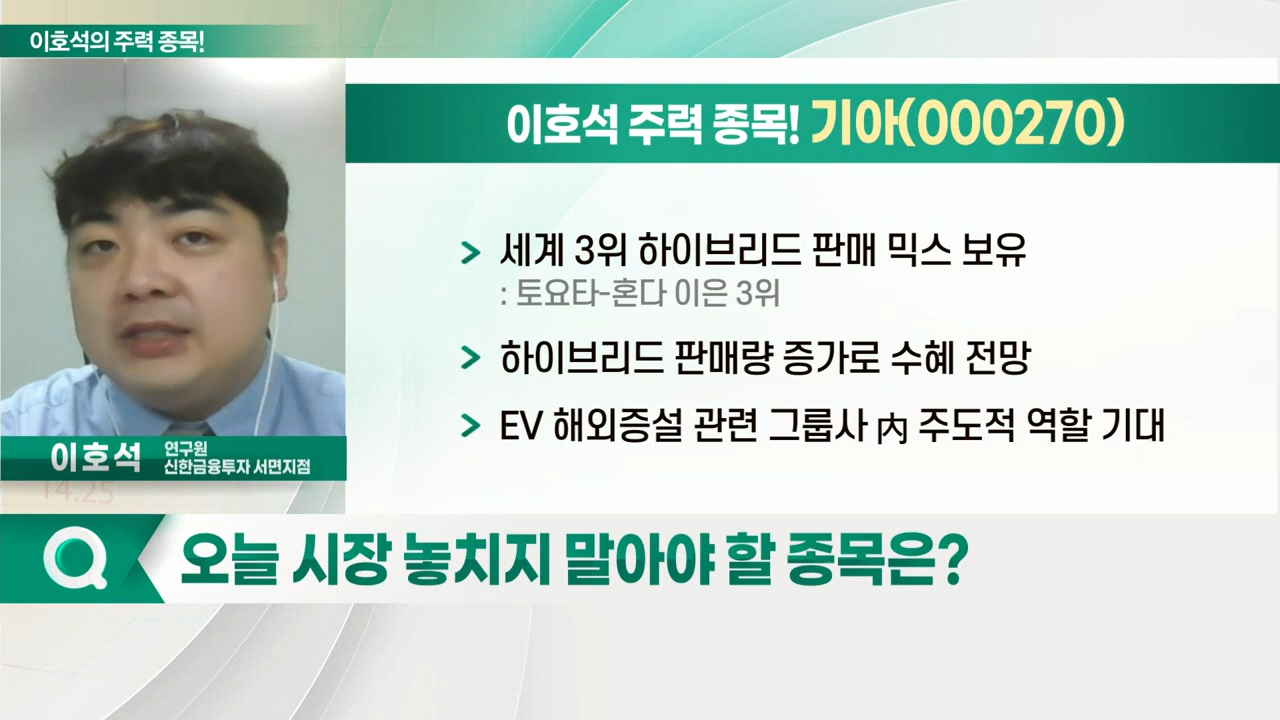 이호석의 주력 종목!
이호석 주력 종목! 기아(000270)
세계 3위 하이브리드 판매 믹스 보유
: 토요타-혼다 이은 3위
하이브리드 판매량 증가로 수혜 전망
EV 해외증설 관련 그룹사 內 주도적 역할 기대
이호석
연구원
신한금융투자 서면지점
14.25
오늘 시장 놓치지 말아야 할 종목은?